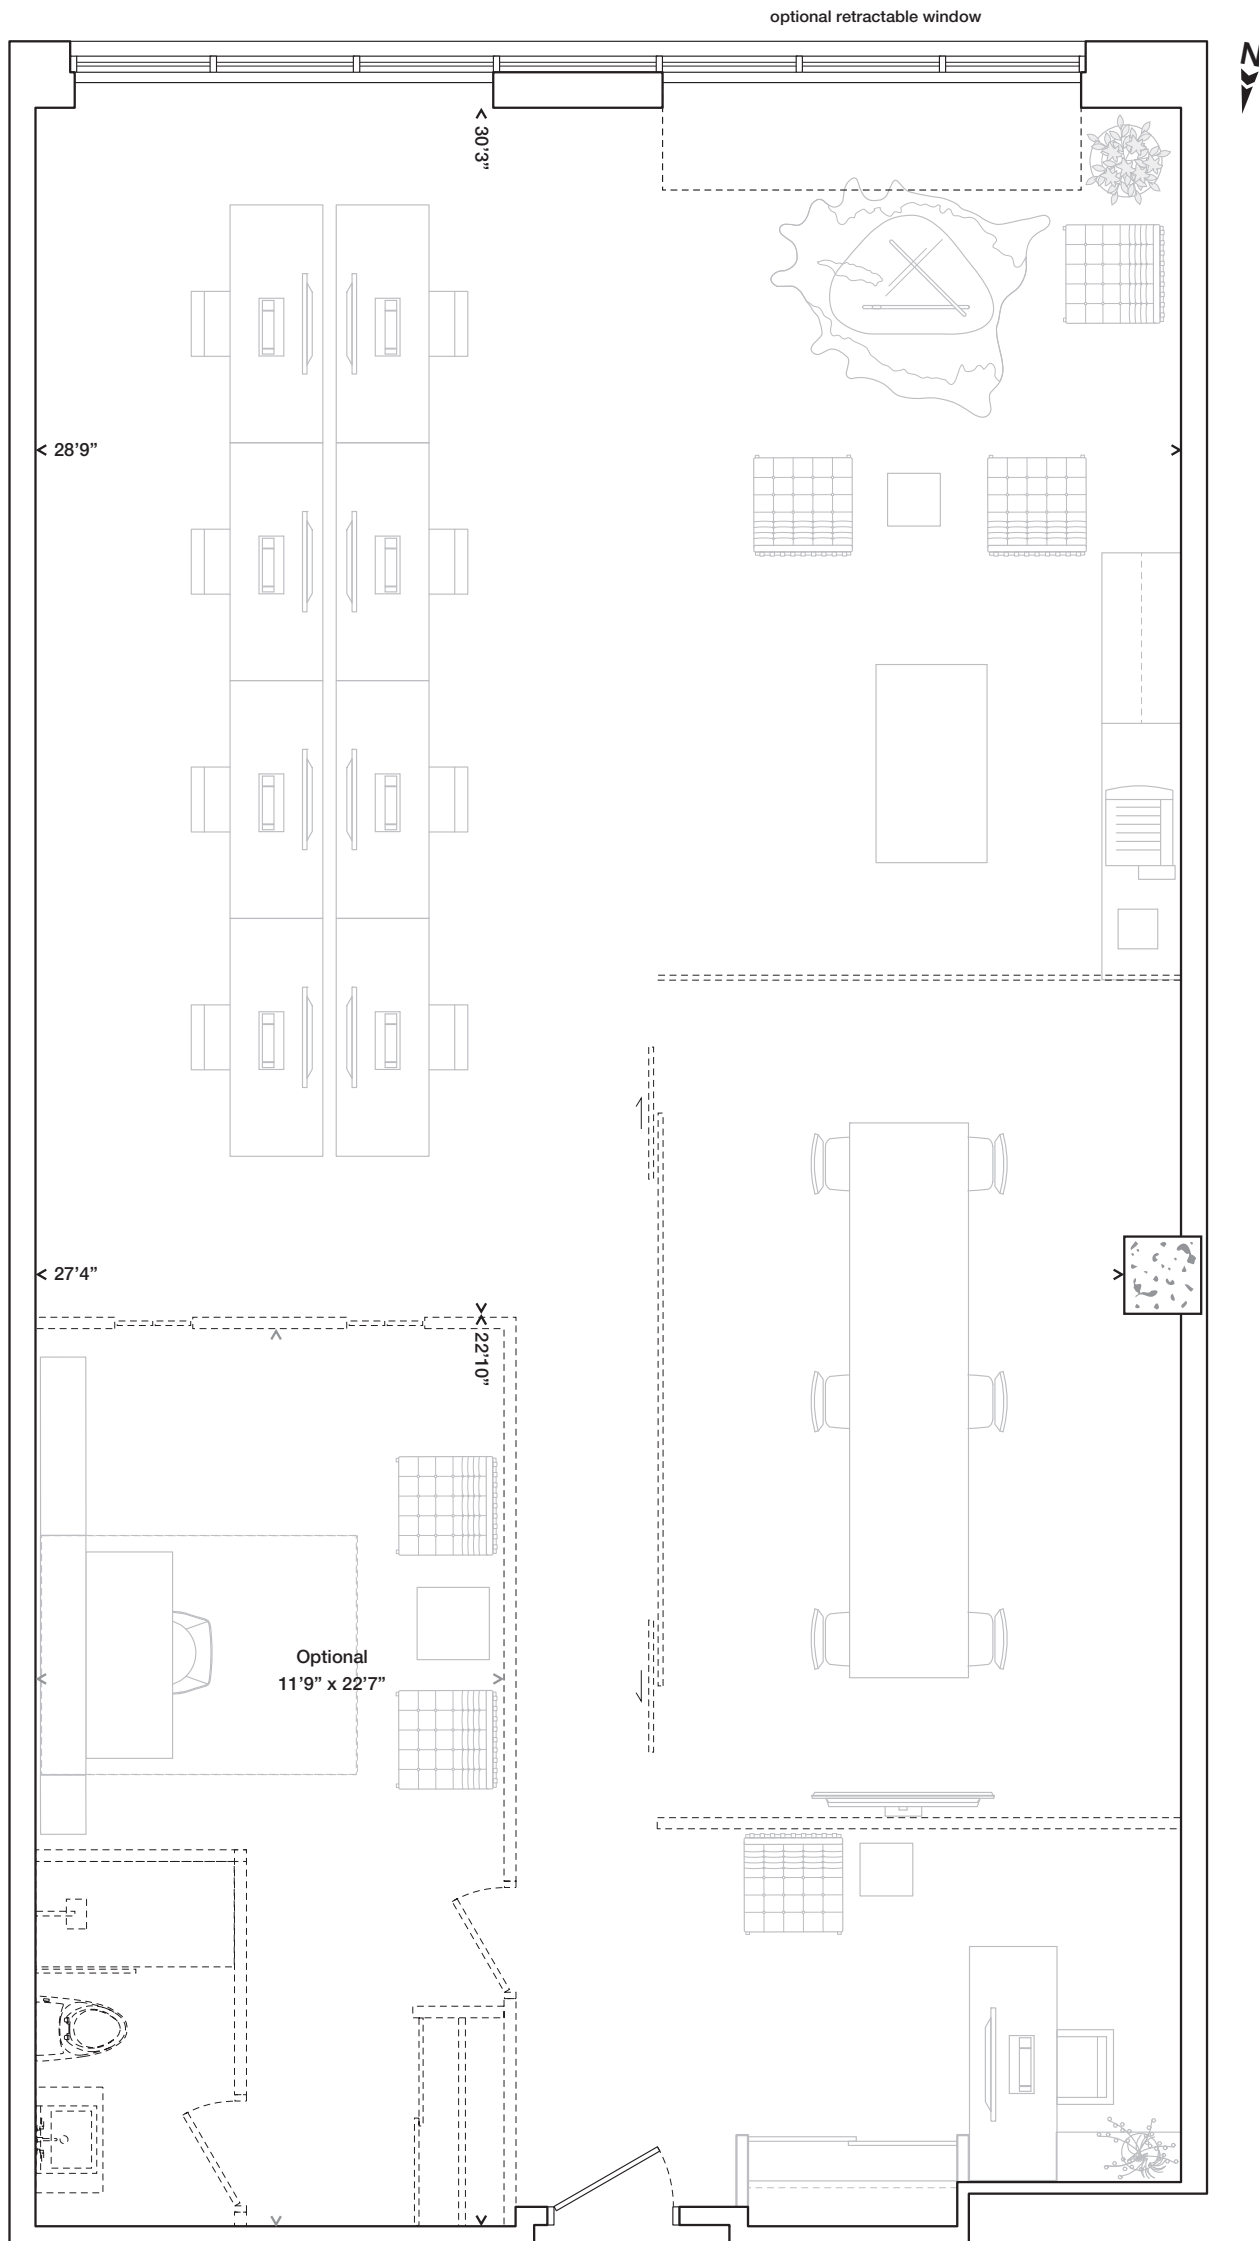 optional retractable window
N
30’3”
28’9”
27’4”
22’10”
Optional
11’9” x 22’7”